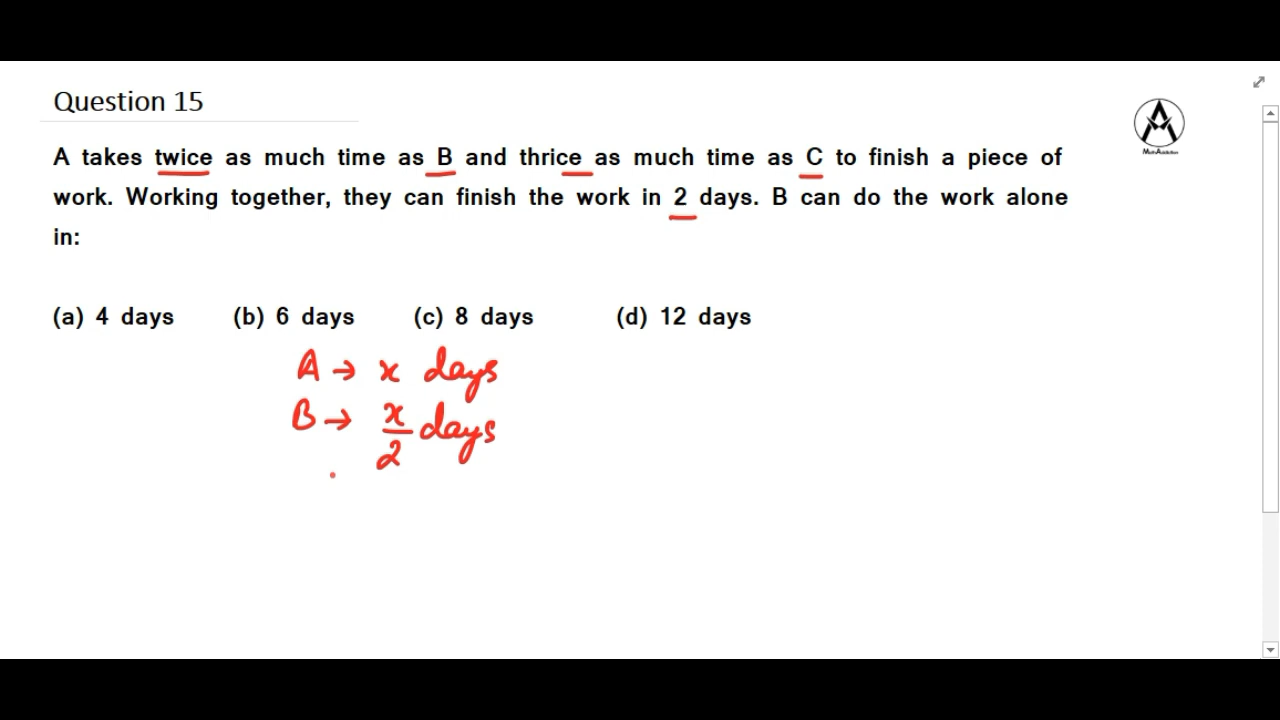 Question 15
A takes twice as much time as B and thrice as much time as C to finish a piece of
work. Working together, they can finish the work in 2 days. B can do the work alone
in:
(a) 4 days (b) 6 days (c) 8 days (d) 12 days
A → x days
B → x/2 days